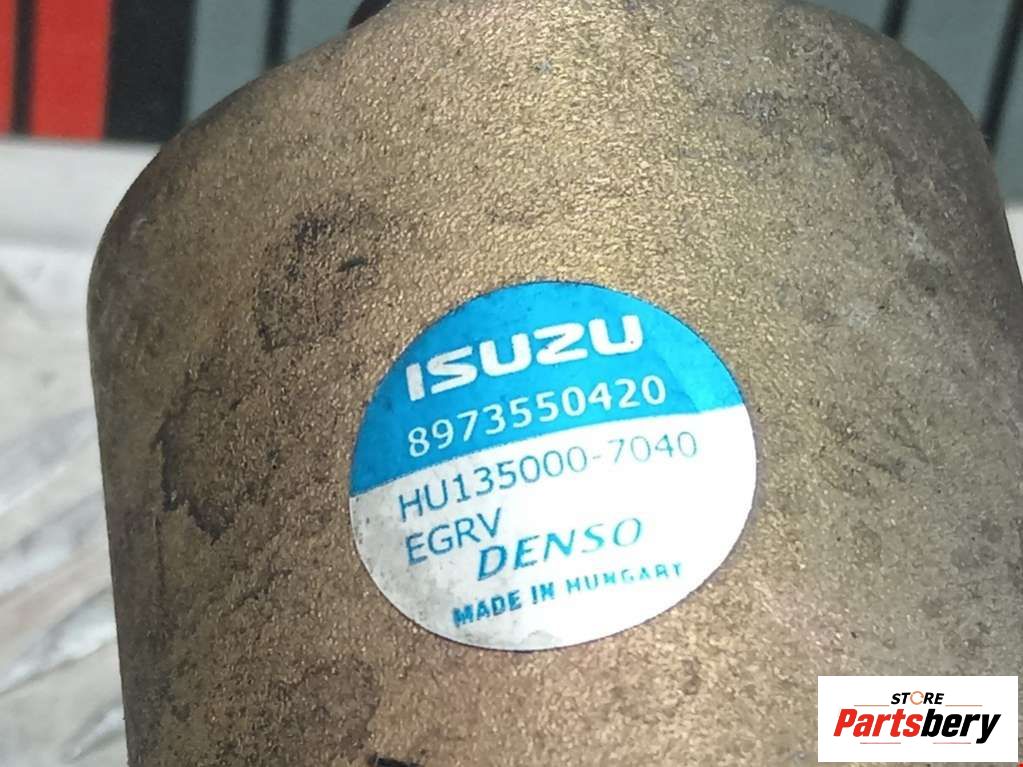 ISUZU
8973550420
HU135000-7040
EGRV
DENSO
MADE IN HUNGARY
STORE
Partsbery